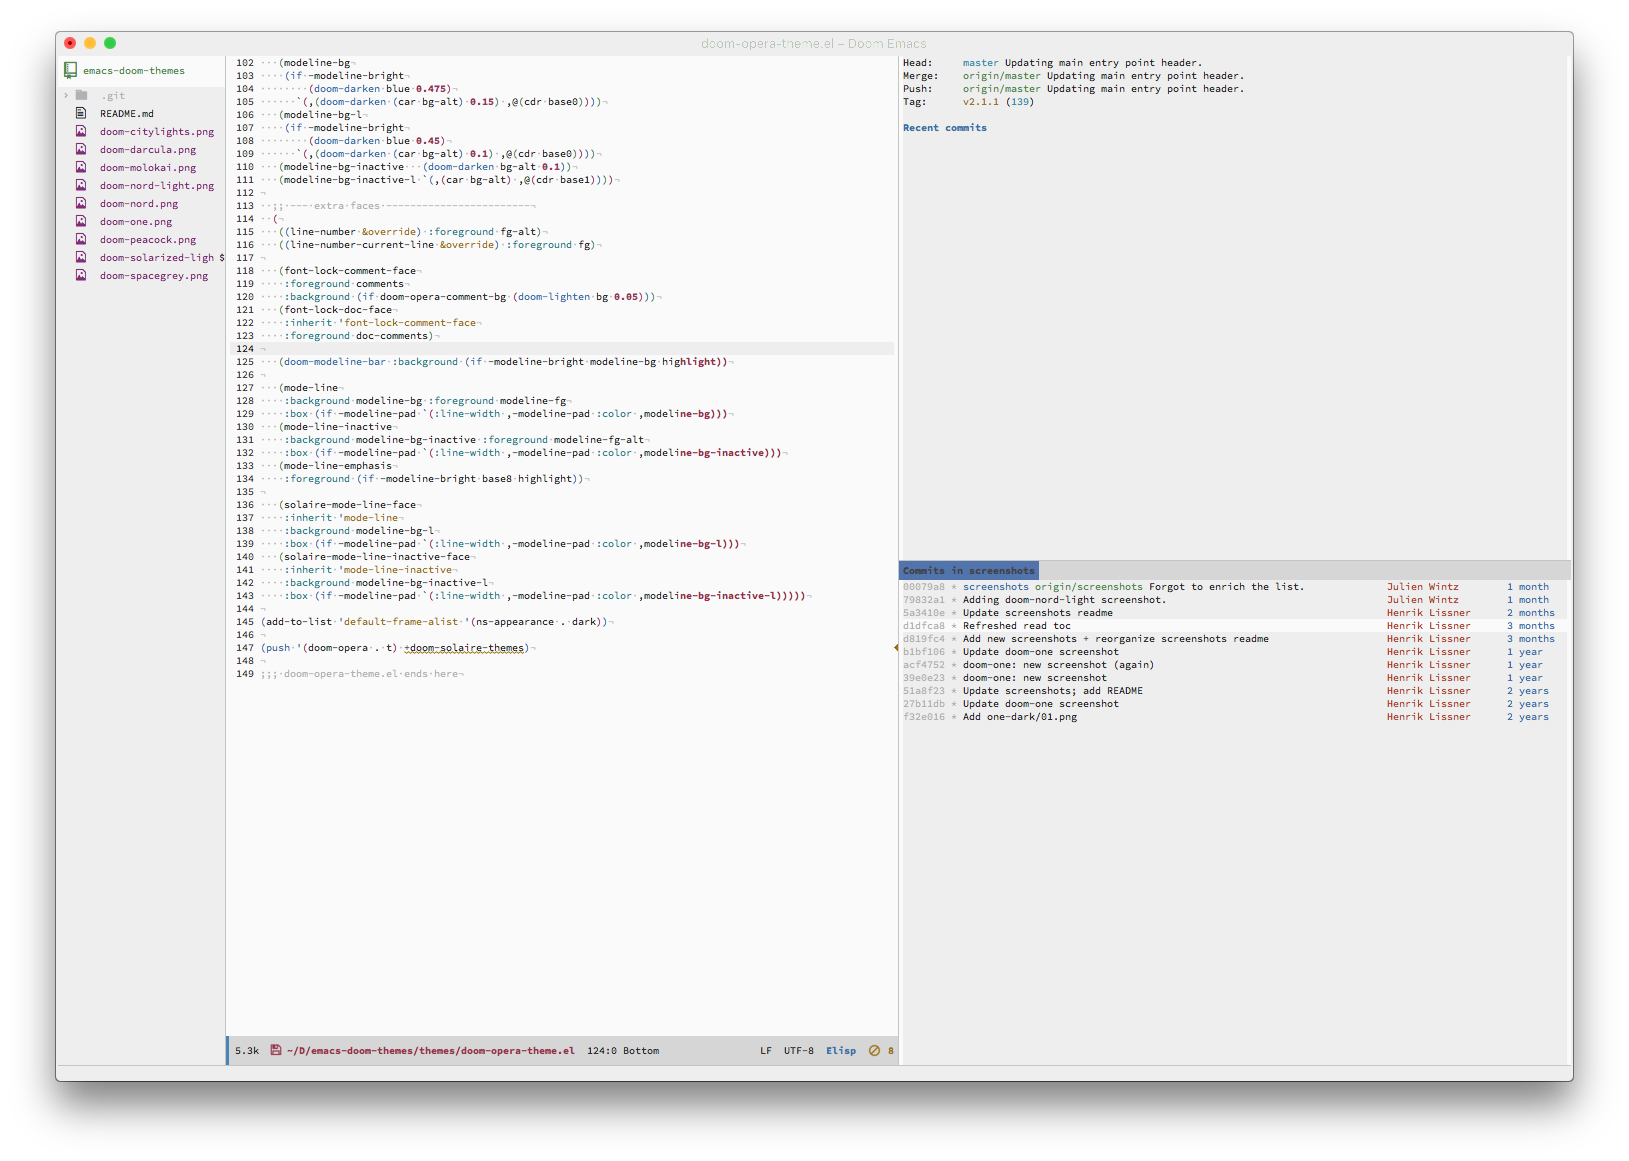 doom-opera-theme.el – Doom Emacs
emacs-doom-themes
.git
README.md
doom-citylights.png
doom-darcula.png
doom-molokai.png
doom-nord-light.png
doom-nord.png
doom-one.png
doom-peacock.png
doom-solarized-ligh $
doom-spacegrey.png
102 (modeline-bg
103 (if -modeline-bright
104 (doom-darken blue 0.475)
105 `(,(doom-darken (car bg-alt) 0.15) ,@(cdr base0))))
106 (modeline-bg-l
107 (if -modeline-bright
108 (doom-darken blue 0.45)
109 `(,(doom-darken (car bg-alt) 0.1) ,@(cdr base0))))
110 (modeline-bg-inactive (doom-darken bg-alt 0.1))
111 (modeline-bg-inactive-l `(,(car bg-alt) ,@(cdr base1))))
112
113 ;; --- extra faces ------------------------
114 (
115 ((line-number &override) :foreground fg-alt)
116 ((line-number-current-line &override) :foreground fg)
117
118 (font-lock-comment-face
119 :foreground comments
120 :background (if doom-opera-comment-bg (doom-lighten bg 0.05)))
121 (font-lock-doc-face
122 :inherit 'font-lock-comment-face
123 :foreground doc-comments)
124
125 (doom-modeline-bar :background (if -modeline-bright modeline-bg highlight))
126
127 (mode-line
128 :background modeline-bg :foreground modeline-fg
129 :box (if -modeline-pad `(:line-width ,-modeline-pad :color ,modeline-bg)))
130 (mode-line-inactive
131 :background modeline-bg-inactive :foreground modeline-fg-alt
132 :box (if -modeline-pad `(:line-width ,-modeline-pad :color ,modeline-bg-inactive)))
133 (mode-line-emphasis
134 :foreground (if -modeline-bright base8 highlight))
135
136 (solaire-mode-line-face
137 :inherit 'mode-line
138 :background modeline-bg-l
139 :box (if -modeline-pad `(:line-width ,-modeline-pad :color ,modeline-bg-l)))
140 (solaire-mode-line-inactive-face
141 :inherit 'mode-line-inactive
142 :background modeline-bg-inactive-l
143 :box (if -modeline-pad `(:line-width ,-modeline-pad :color ,modeline-bg-inactive-l)))))
144
145 (add-to-list 'default-frame-alist '(ns-appearance . dark))
146
147 (push '(doom-opera . t) +doom-solaire-themes)
148
149 ;;; doom-opera-theme.el ends here
5.3k ~/D/emacs-doom-themes/themes/doom-opera-theme.el 124:0 Bottom LF UTF-8 Elisp 8
Head: master Updating main entry point header.
Merge: origin/master Updating main entry point header.
Push: origin/master Updating main entry point header.
Tag: v2.1.1 (139)
Recent commits
Commits in screenshots
00079a8 * screenshots origin/screenshots Forgot to enrich the list. Julien Wintz 1 month
79832a1 * Adding doom-nord-light screenshot. Julien Wintz 1 month
5a3410e * Update screenshots readme Henrik Lissner 2 months
d1dfca8 * Refreshed read toc Henrik Lissner 3 months
d819fc4 * Add new screenshots + reorganize screenshots readme Henrik Lissner 3 months
b1bf106 * Update doom-one screenshot Henrik Lissner 1 year
acf4752 * doom-one: new screenshot (again) Henrik Lissner 1 year
39e0e23 * doom-one: new screenshot Henrik Lissner 1 year
51a8f23 * Update screenshots; add README Henrik Lissner 2 years
27b11db * Update doom-one screenshot Henrik Lissner 2 years
f32e016 * Add one-dark/01.png Henrik Lissner 2 years